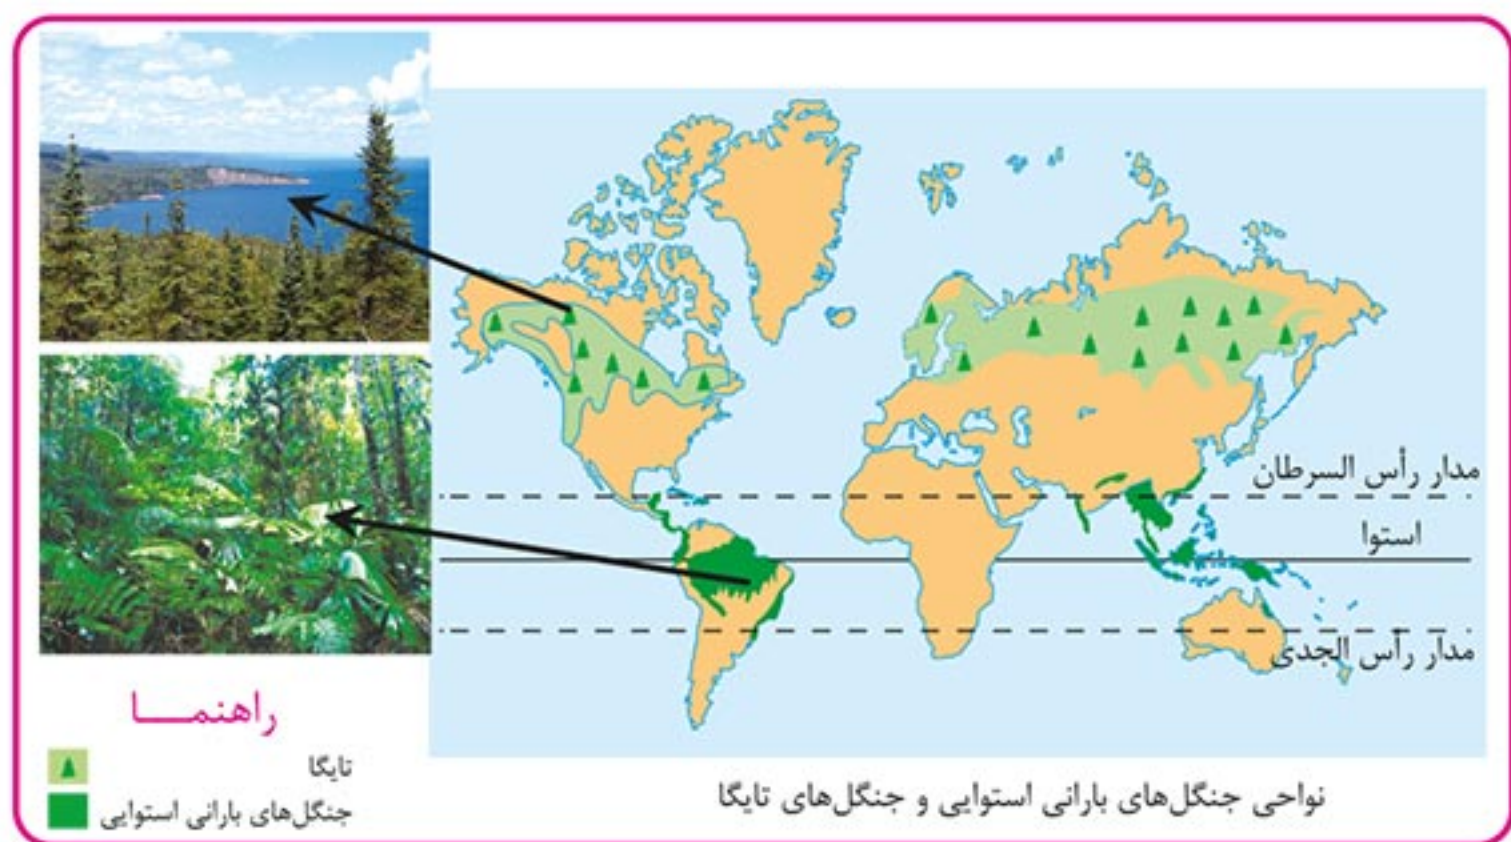 مدار رأس السرطان
استوا
مدار رأس الجدی
راهنمـــا
تایگا
جنگل‌های بارانی استوایی
نواحی جنگل‌های بارانی استوایی و جنگل‌های تایگا